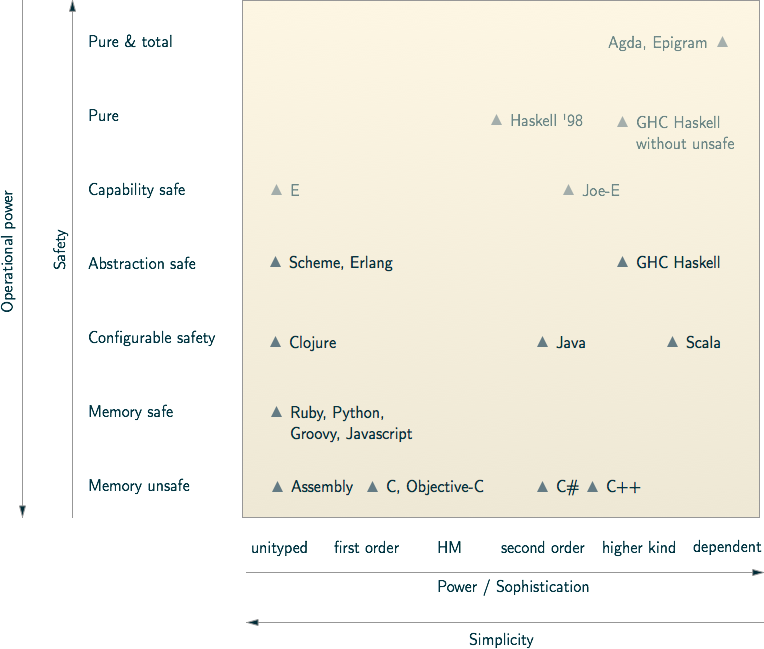 Pure & total
Agda, Epigram
Pure
Haskell '98
GHC Haskell
without unsafe
Capability safe
E
Joe-E
Operational power
Safety
Abstraction safe
Scheme, Erlang
GHC Haskell
Configurable safety
Clojure
Java
Scala
Memory safe
Ruby, Python,
Groovy, Javascript
Memory unsafe
Assembly
C, Objective-C
C#
C++
unityped
first order
HM
second order
higher kind
dependent
Power / Sophistication
Simplicity